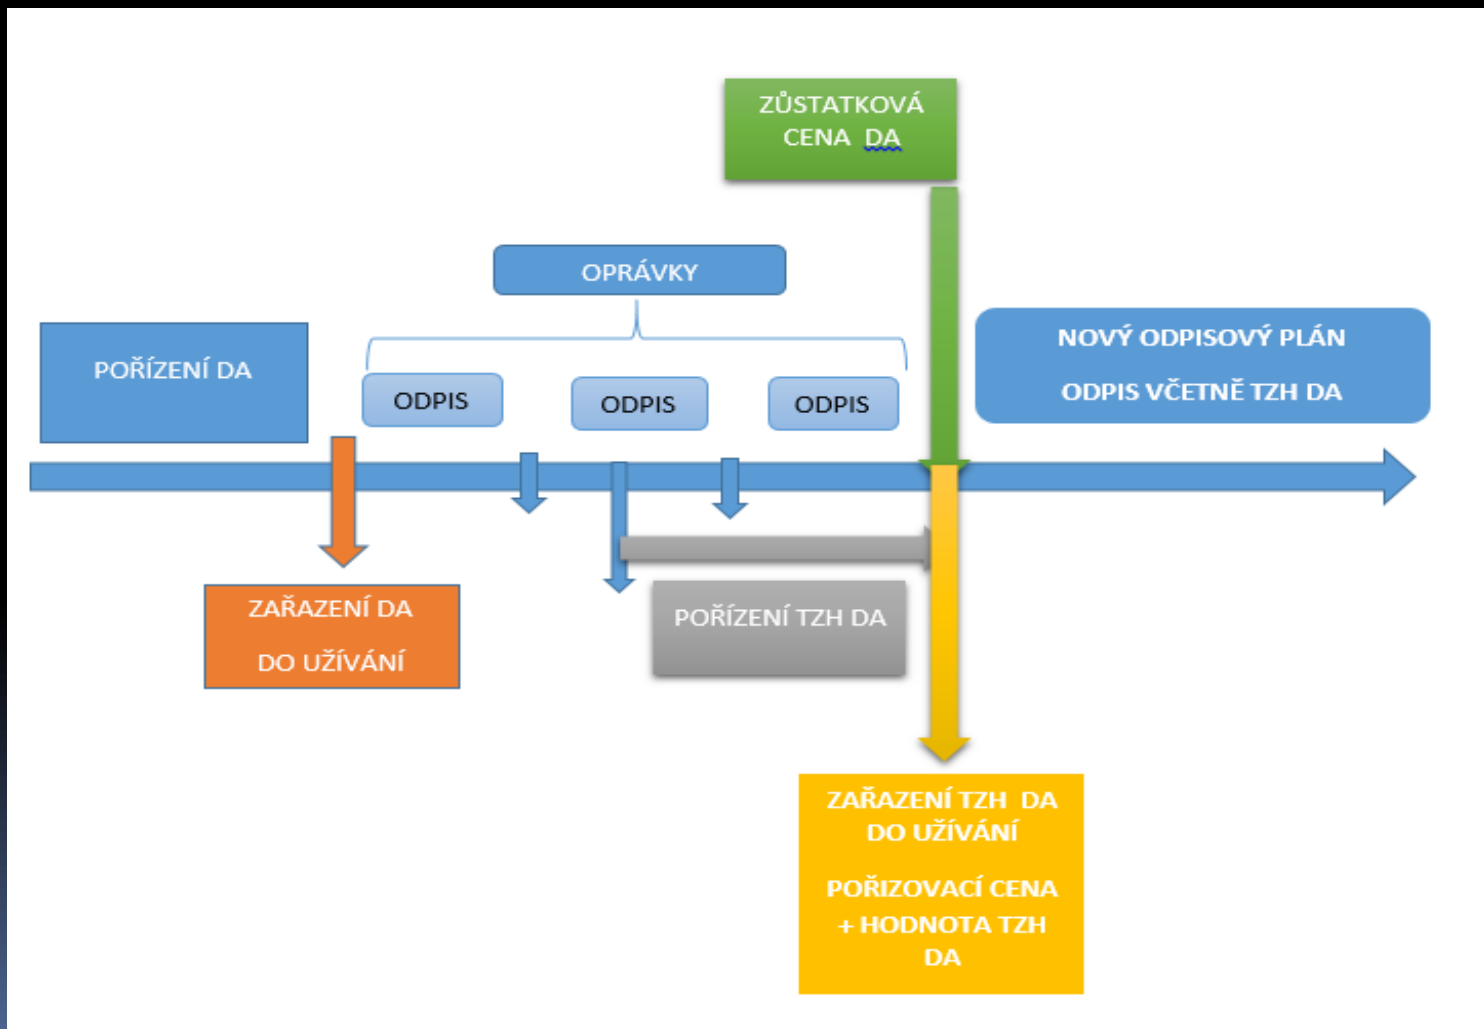 ZŮSTATKOVÁ
CENA DA
OPRÁVKY
POŘÍZENÍ DA
ODPIS
ODPIS
ODPIS
NOVÝ ODPISOVÝ PLÁN
ODPIS VČETNĚ TZH DA
ZAŘAZENÍ DA
DO UŽÍVÁNÍ
POŘÍZENÍ TZH DA
ZAŘAZENÍ TZH DA
DO UŽÍVÁNÍ
POŘIZOVACÍ CENA
+ HODNOTA TZH
DA